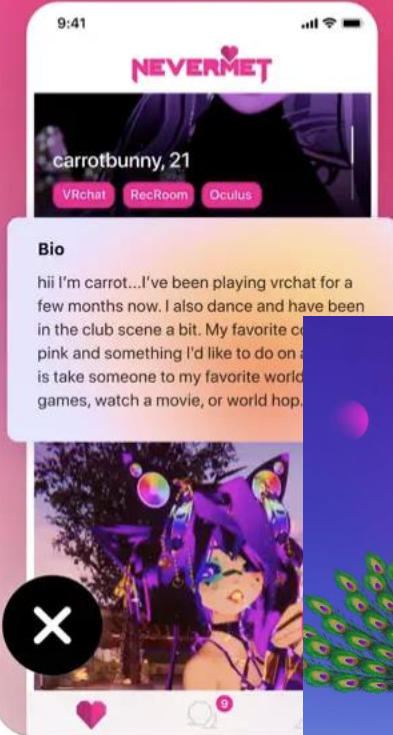 9:41
NEVERMET
carrotbunny, 21
VRchat RecRoom Oculus
Bio
hii I'm carrot...I've been playing vrchat for a
few months now. I also dance and have been
in the club scene a bit. My favorite
pink and something I'd like to do on
is take someone to my favorite world
games, watch a movie, or world hop.
9